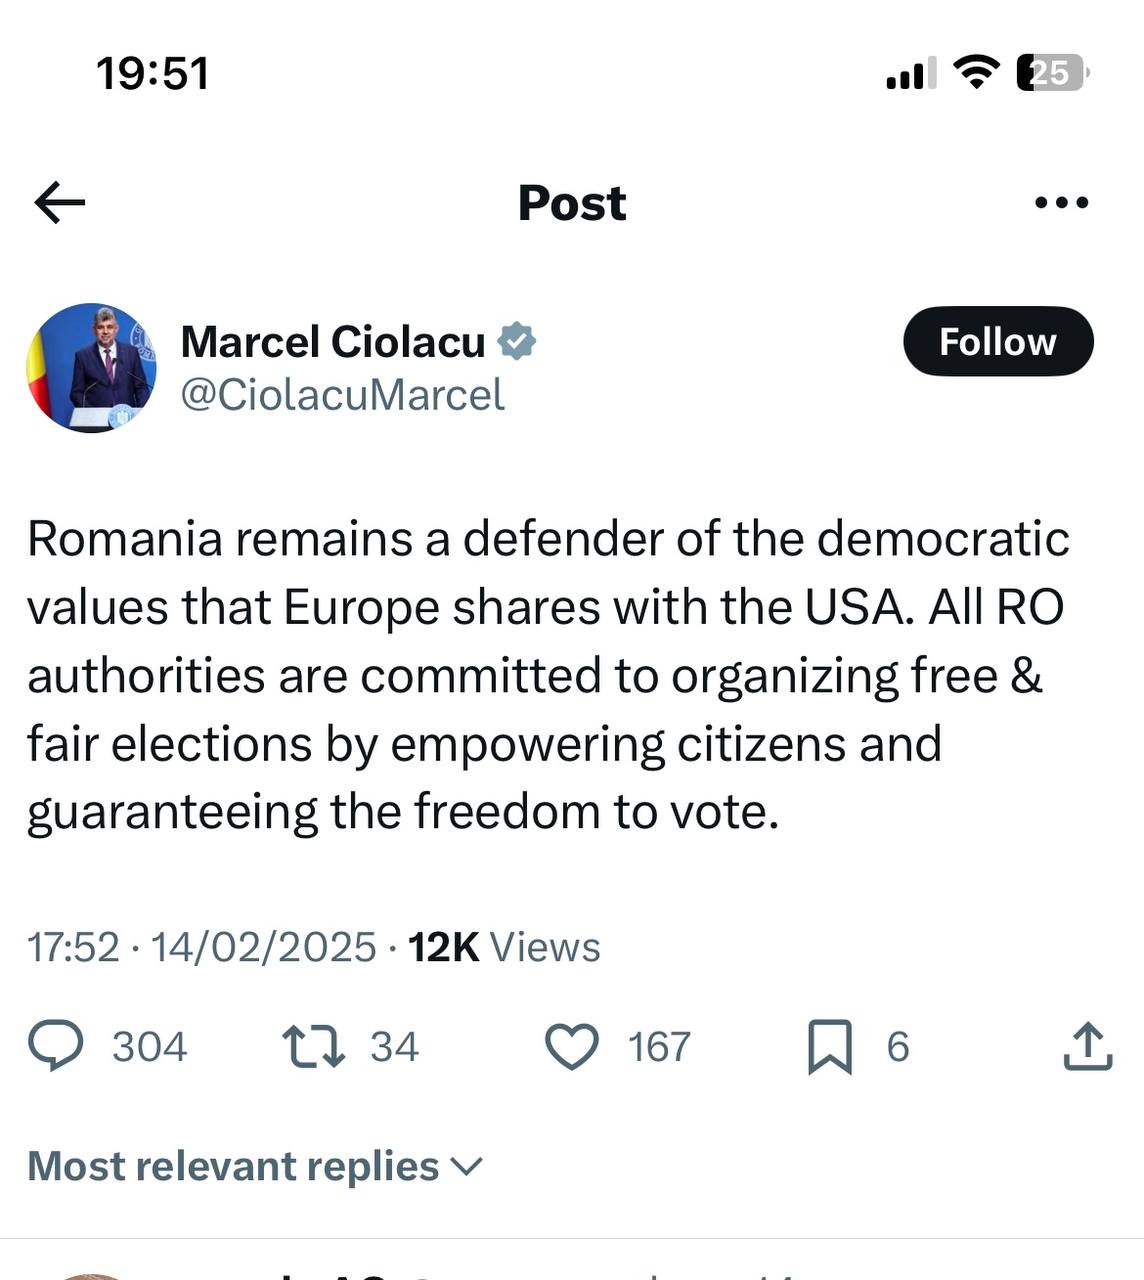 19:51
25
Post
Marcel Ciolacu
Follow
@CiolacuMarcel
Romania remains a defender of the democratic
values that Europe shares with the USA. All RO
authorities are committed to organizing free &
fair elections by empowering citizens and
guaranteeing the freedom to vote.
17:52 · 14/02/2025 · 12K Views
304 34 167 6
Most relevant replies